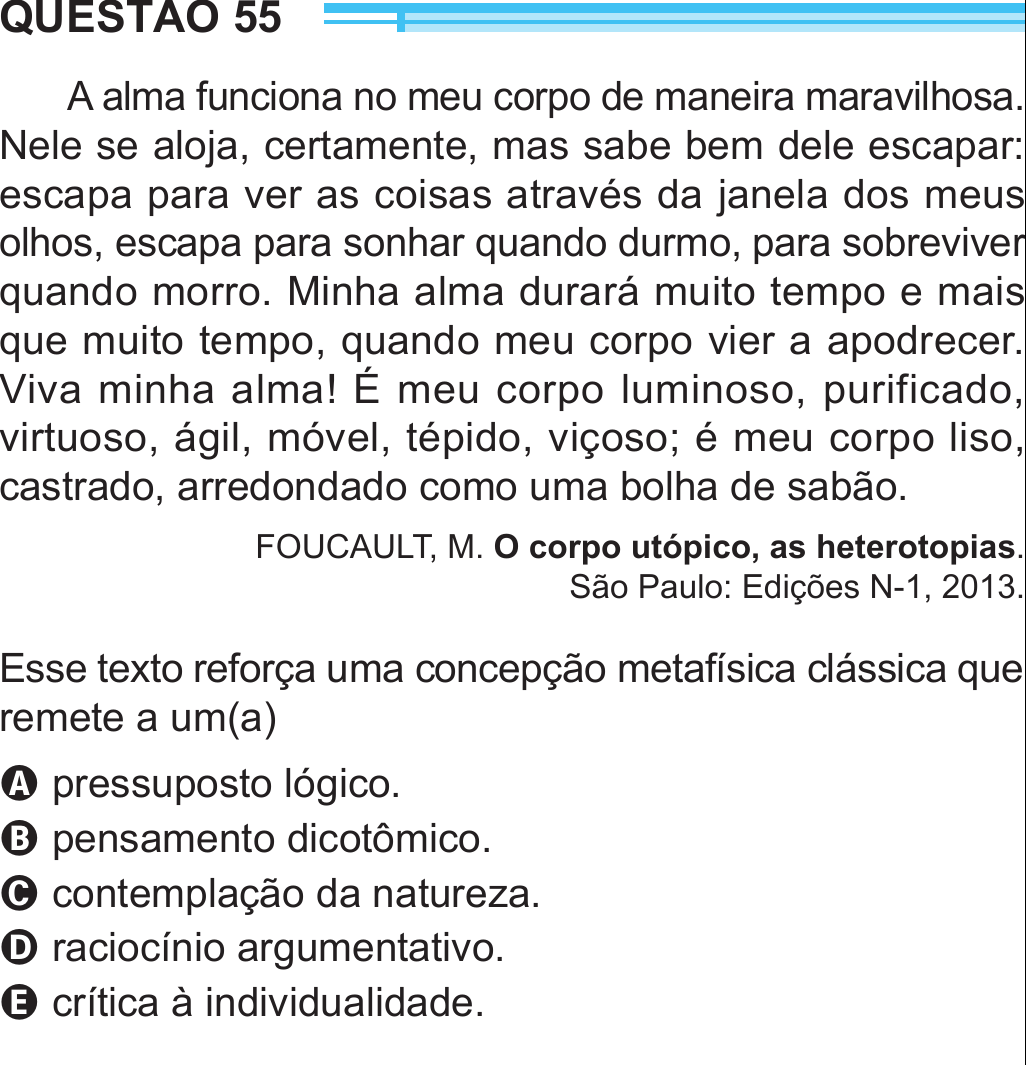 QUESTÃO 55
A alma funciona no meu corpo de maneira maravilhosa.
Nele se aloja, certamente, mas sabe bem dele escapar:
escapa para ver as coisas através da janela dos meus
olhos, escapa para sonhar quando durmo, para sobreviver
quando morro. Minha alma durará muito tempo e mais
que muito tempo, quando meu corpo vier a apodrecer.
Viva minha alma! É meu corpo luminoso, purificado,
virtuoso, ágil, móvel, tépido, viçoso; é meu corpo liso,
castrado, arredondado como uma bolha de sabão.
FOUCAULT, M. O corpo utópico, as heterotopias.
São Paulo: Edições N-1, 2013.
Esse texto reforça uma concepção metafísica clássica que
remete a um(a)
A pressuposto lógico.
B pensamento dicotômico.
C contemplação da natureza.
D raciocínio argumentativo.
E crítica à individualidade.